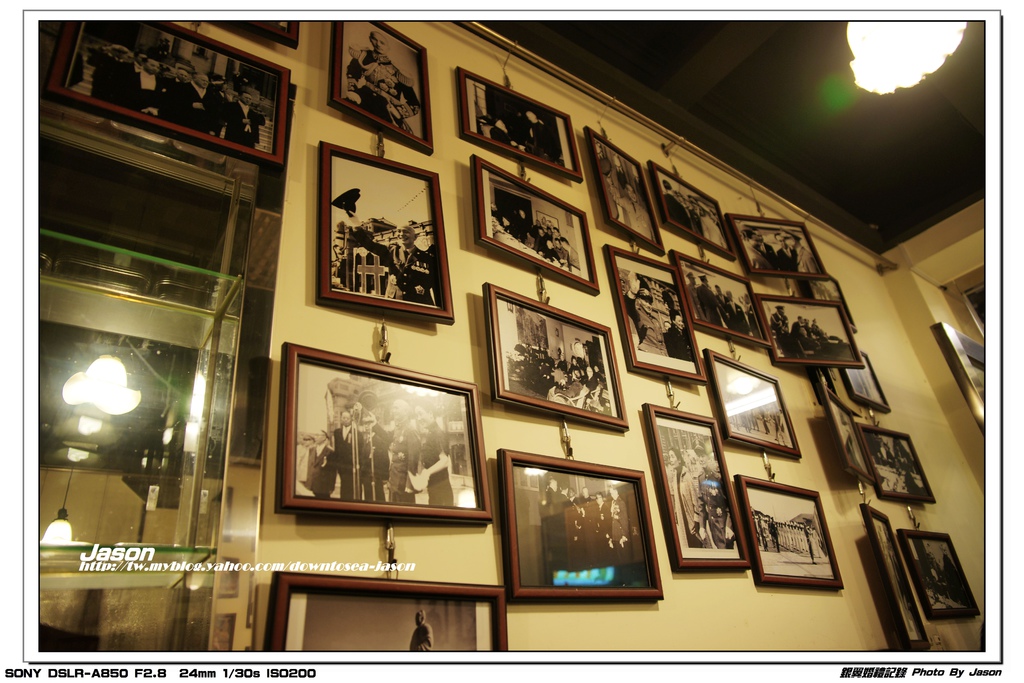 Jason
http://tw.myblog.yahoo.com/downtosea-jason
SONY DSLR-A850 F2.8 24mm 1/30s ISO200
銀翼婚禮記錄 Photo By Jason